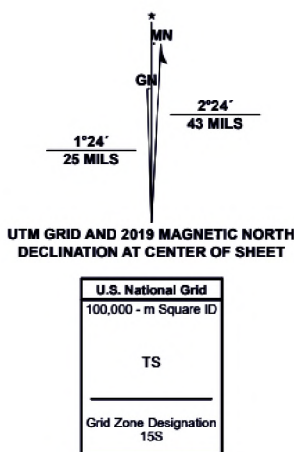 *
MN
GN
2°24´
43 MILS
1°24´
25 MILS
UTM GRID AND 2019 MAGNETIC NORTH
DECLINATION AT CENTER OF SHEET
U.S. National Grid
100,000 - m Square ID
TS
Grid Zone Designation
15S